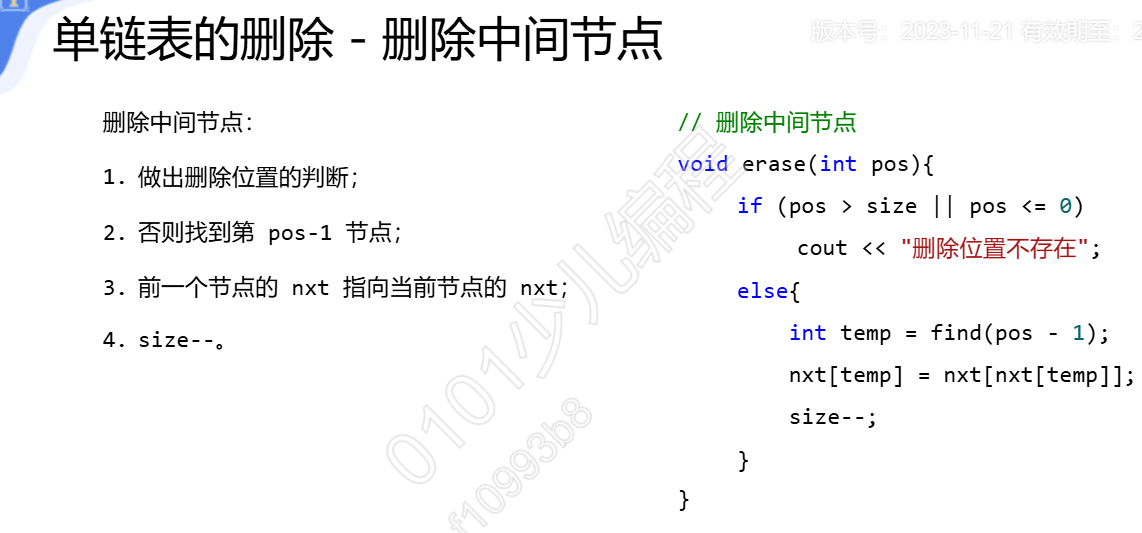 单链表的删除 - 删除中间节点
版本号：2023-11-21 有效期至：2
删除中间节点：
1. 做出删除位置的判断；
2. 否则找到第 pos-1 节点；
3. 前一个节点的 nxt 指向当前节点的 nxt；
4. size--。
// 删除中间节点
void erase(int pos){
if (pos > size || pos <= 0)
cout << "删除位置不存在";
else{
int temp = find(pos - 1);
nxt[temp] = nxt[nxt[temp]];
size--;
}
}
0101少儿编程
f10993b8